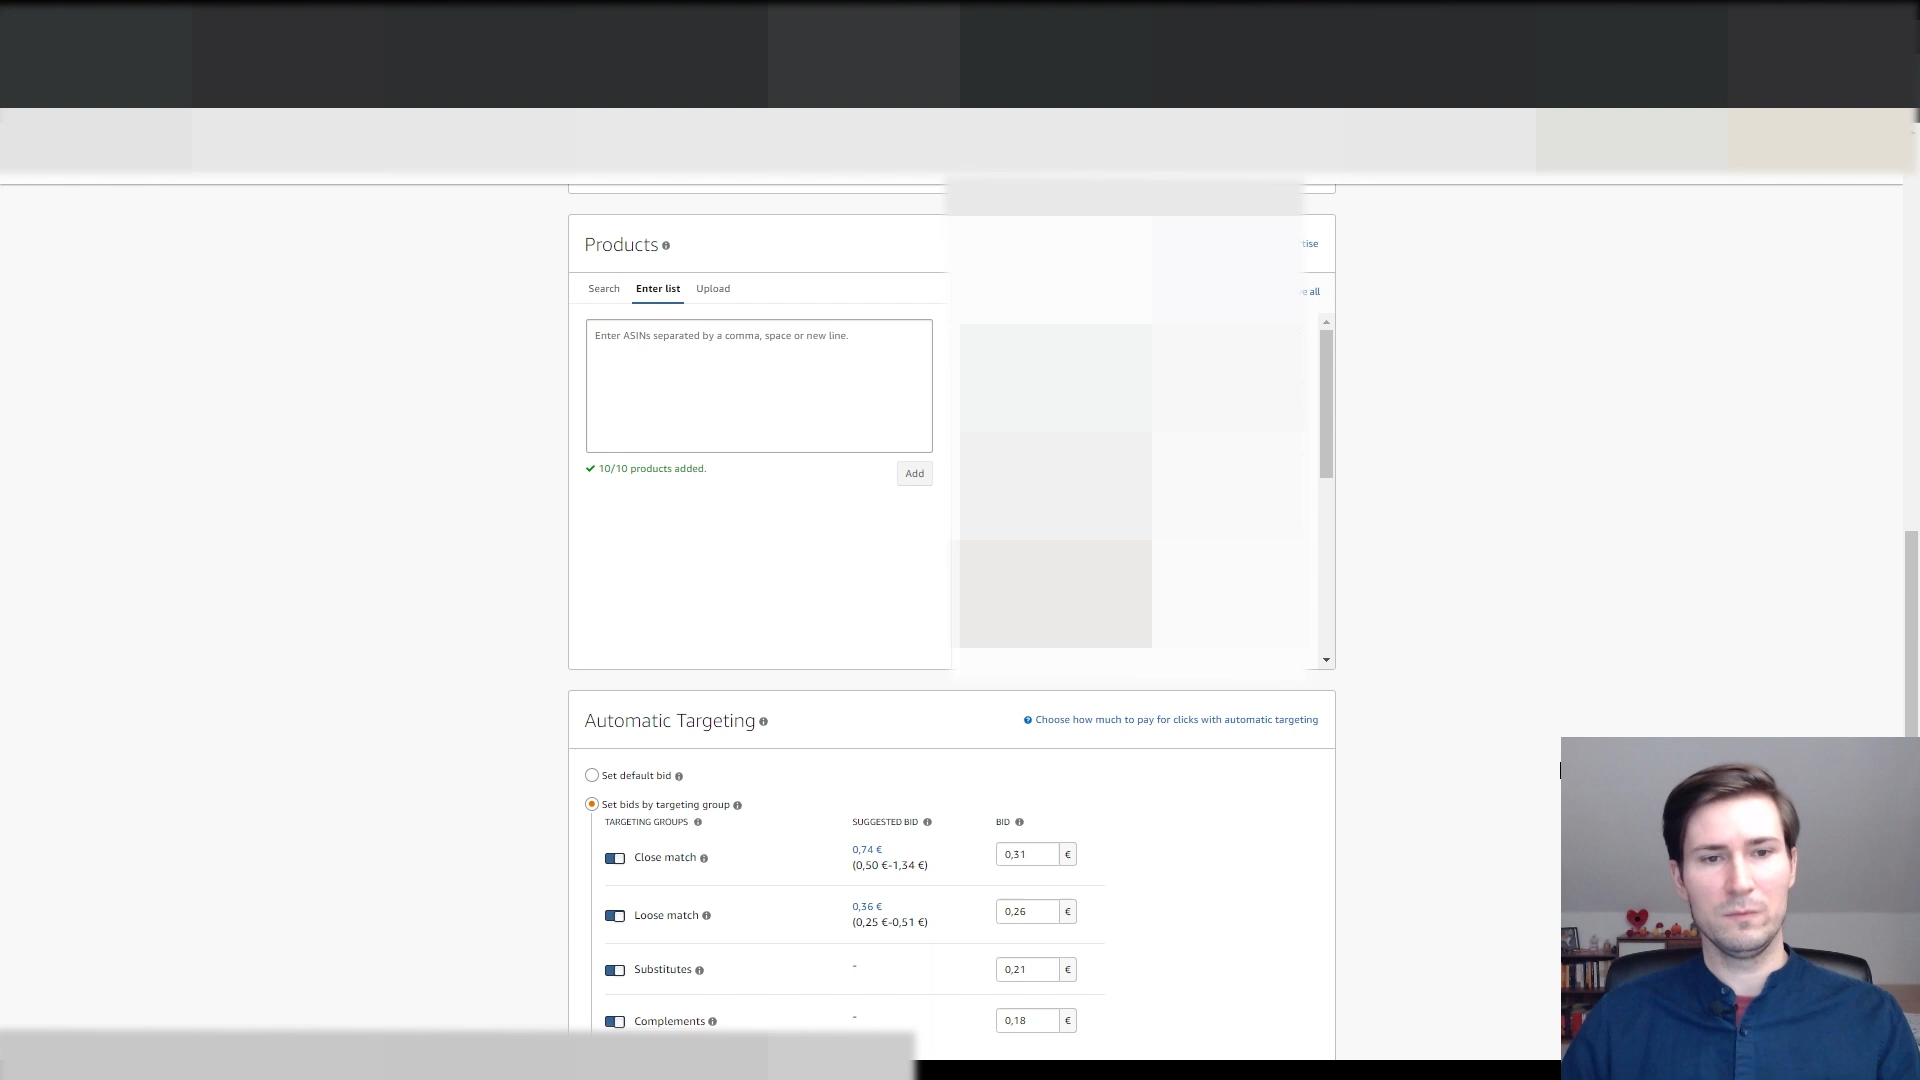 Products
tise
Search Enter list Upload
e all
Enter ASINs separated by a comma, space or new line.
10/10 products added.
Add
Automatic Targeting
Choose how much to pay for clicks with automatic targeting
Set default bid
Set bids by targeting group
TARGETING GROUPS SUGGESTED BID BID
Close match 0,74 € 0,31 €
(0,50 €-1,34 €)
Loose match 0,36 € 0,26 €
(0,25 €-0,51 €)
Substitutes - 0,21 €
Complements - 0,18 €